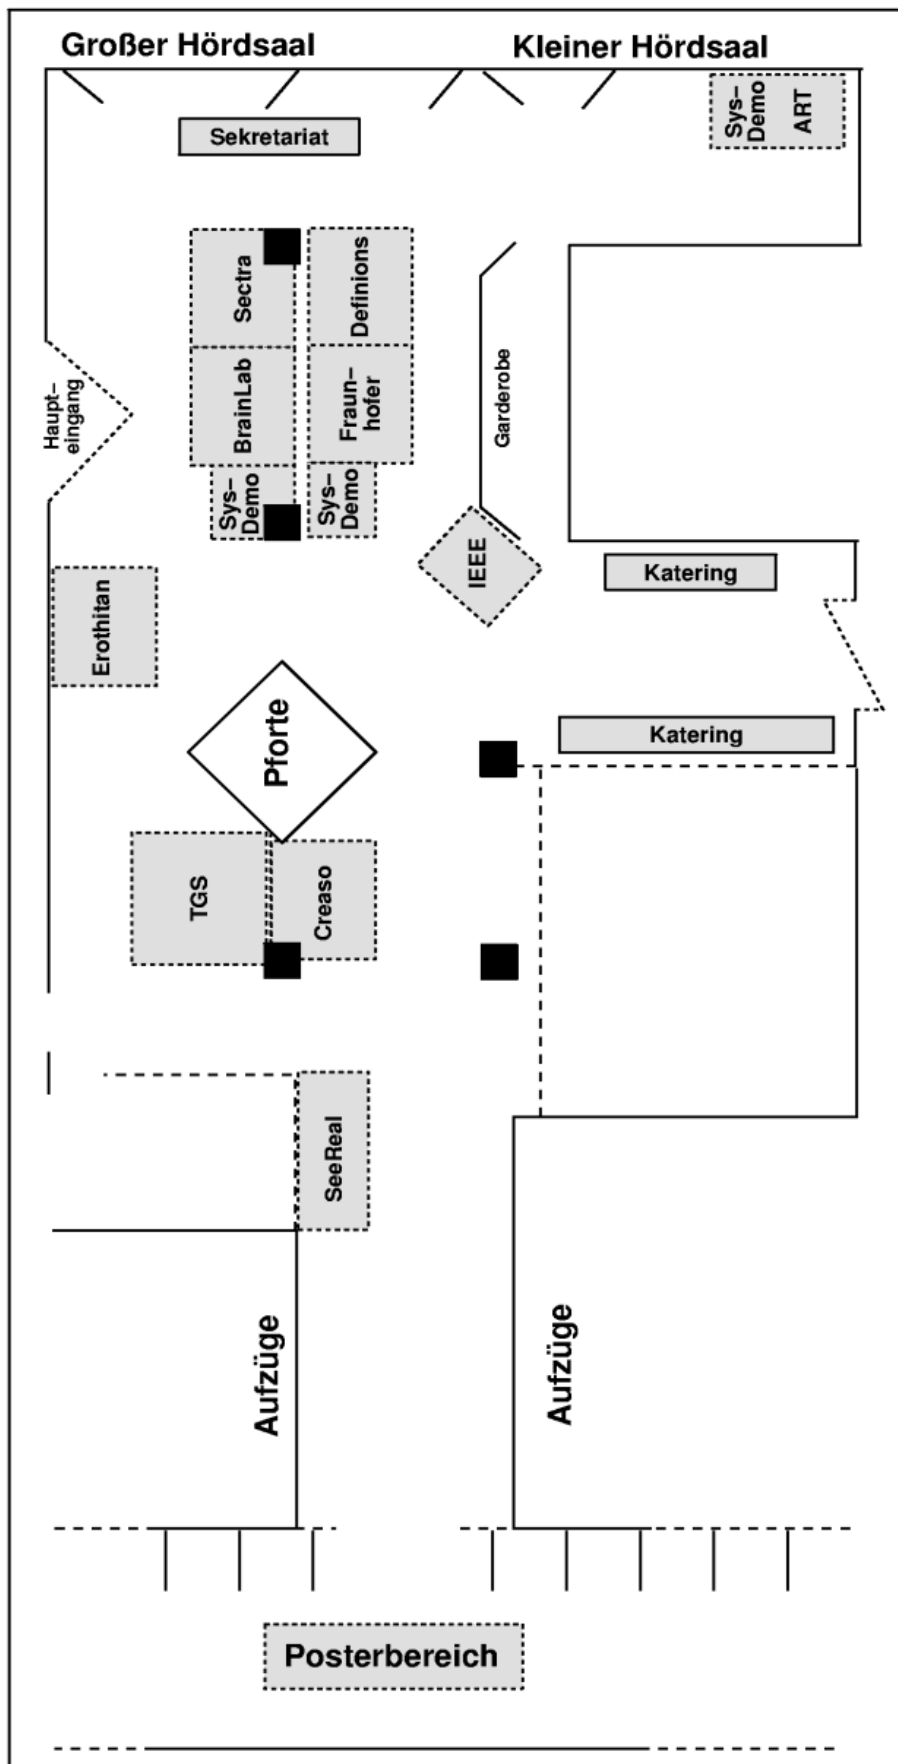 Großer Hördsaal
Kleiner Hördsaal
Sys–
Demo
ART
Sekretariat
Sectra
Definions
Haupt–
eingang
BrainLab
Fraun–
hofer
Garderobe
Sys–
Demo
Sys–
Demo
IEEE
Katering
Erothitan
Pforte
Katering
TGS
Creaso
SeeReal
Aufzüge
Aufzüge
Posterbereich